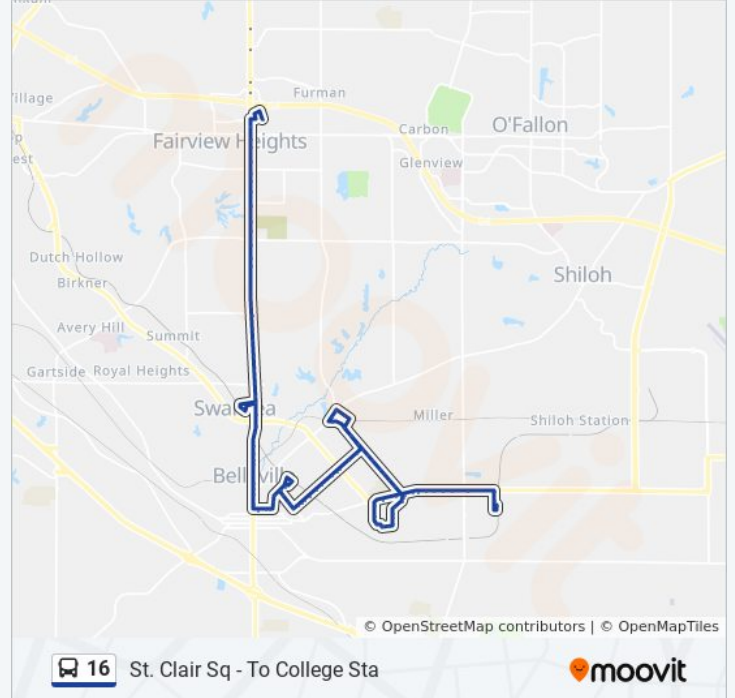 Furman
Carbon
O'Fallon
Fairview Heights
Glenview
Dutch Hollow
Shiloh
Birkner
Avery Hill
Summit
Gartside
Royal Heights
Miller
Shiloh Station
© OpenStreetMap contributors | © OpenMapTiles
16
St. Clair Sq - To College Sta
moovit